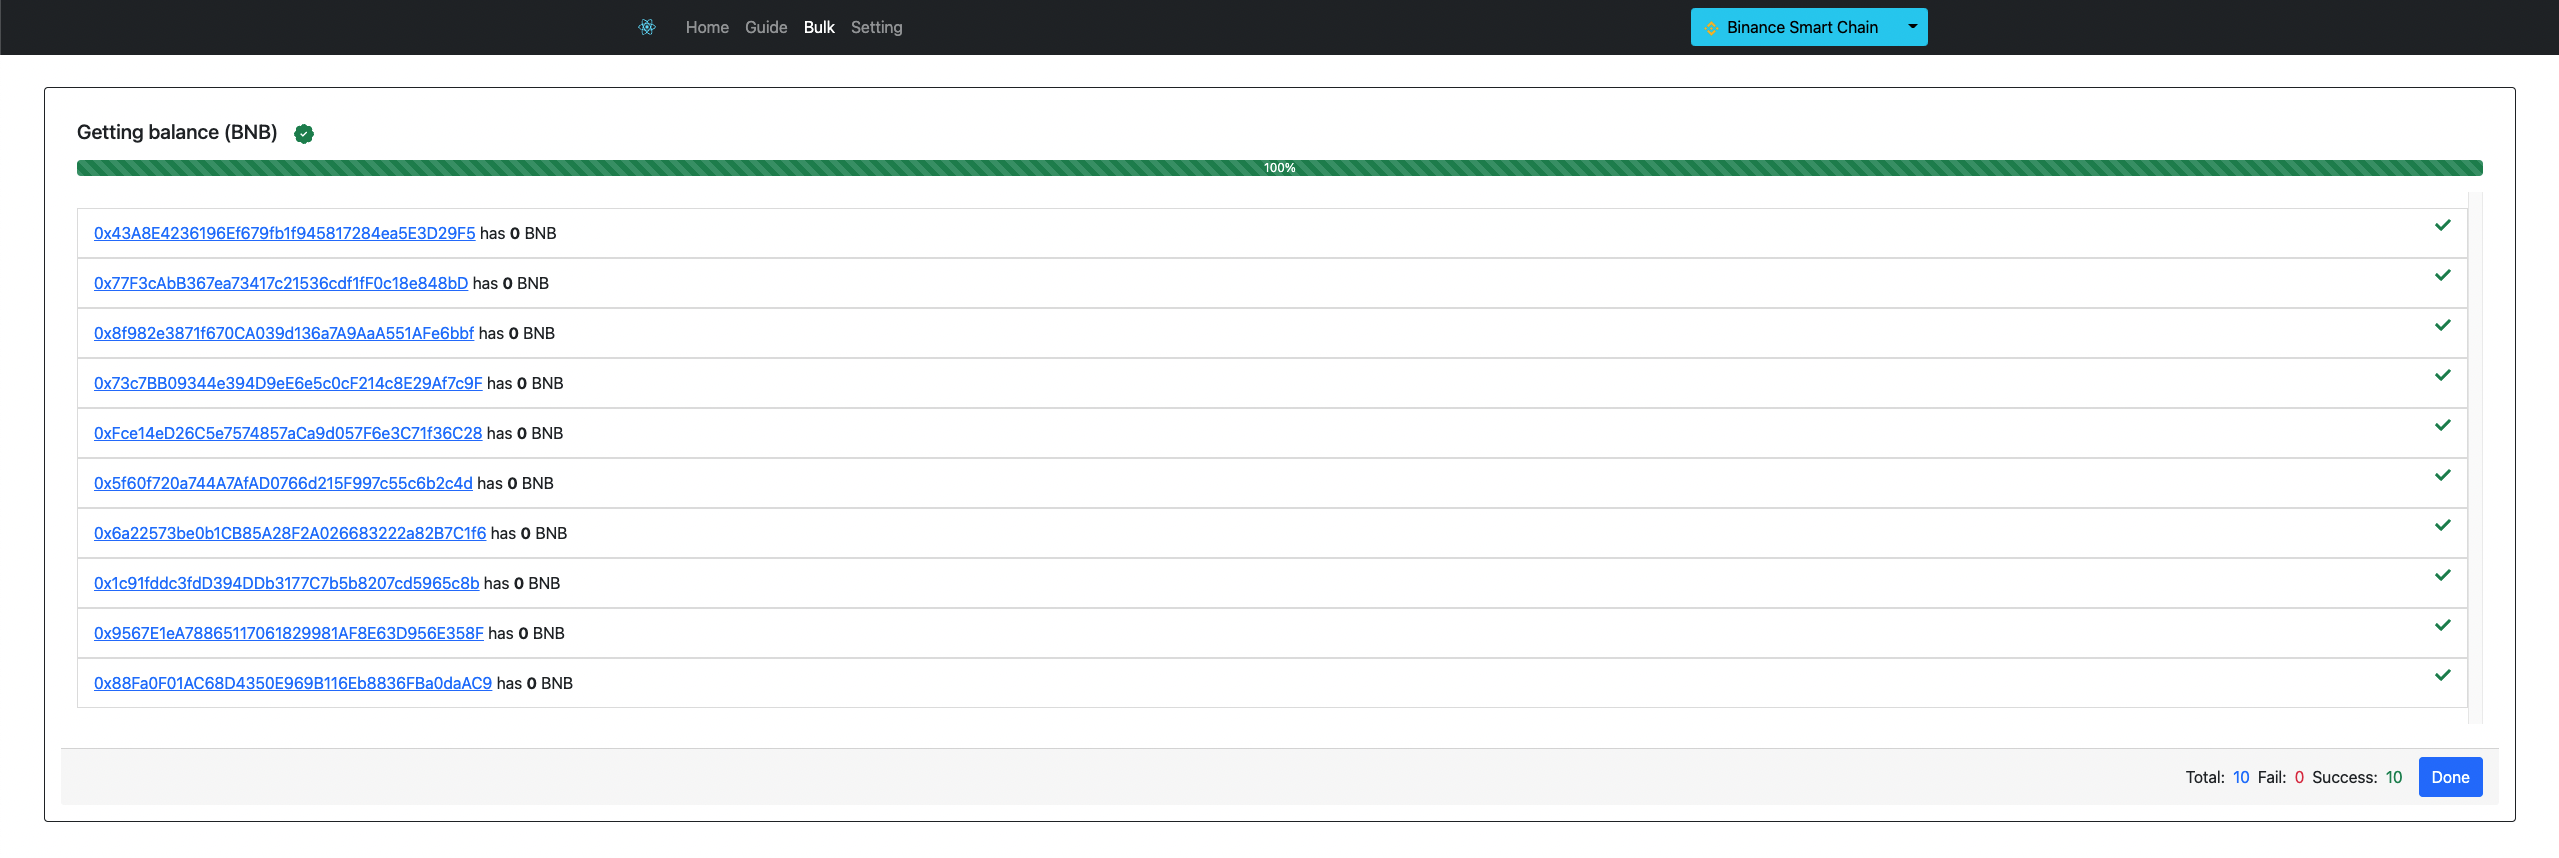 Home Guide Bulk Setting Binance Smart Chain
Getting balance (BNB)
100%
0x43A8E4236196Ef679fb1f945817284ea5E3D29F5 has 0 BNB
0x77F3cAbB367ea73417c21536cdf1fF0c18e848bD has 0 BNB
0x8f982e3871f670CA039d136a7A9AaA551AFe6bbf has 0 BNB
0x73c7BB09344e394D9eE6e5c0cF214c8E29Af7c9F has 0 BNB
0xFce14eD26C5e7574857aCa9d057F6e3C71f36C28 has 0 BNB
0x5f60f720a744A7AfAD0766d215F997c55c6b2c4d has 0 BNB
0x6a22573be0b1CB85A28F2A026683222a82B7C1f6 has 0 BNB
0x1c91fddc3fdD394DDb3177C7b5b8207cd5965c8b has 0 BNB
0x9567E1eA78865117061829981AF8E63D956E358F has 0 BNB
0x88Fa0F01AC68D4350E969B116Eb8836FBa0daAC9 has 0 BNB
Total: 10 Fail: 0 Success: 10 Done